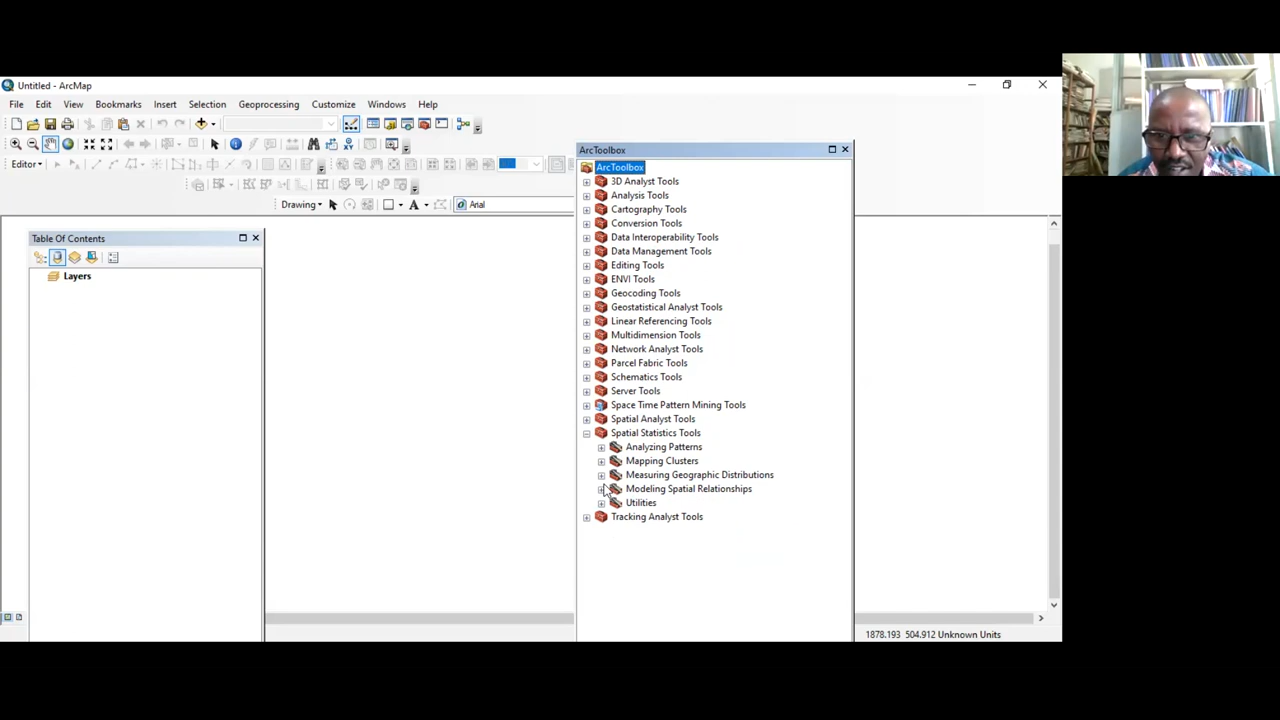 Untitled - ArcMap
File Edit View Bookmarks Insert Selection Geoprocessing Customize Windows Help
Editor
Drawing A Arial
Table Of Contents
Layers
ArcToolbox
ArcToolbox
3D Analyst Tools
Analysis Tools
Cartography Tools
Conversion Tools
Data Interoperability Tools
Data Management Tools
Editing Tools
ENVI Tools
Geocoding Tools
Geostatistical Analyst Tools
Linear Referencing Tools
Multidimension Tools
Network Analyst Tools
Parcel Fabric Tools
Schematics Tools
Server Tools
Space Time Pattern Mining Tools
Spatial Analyst Tools
Spatial Statistics Tools
Analyzing Patterns
Mapping Clusters
Measuring Geographic Distributions
Modeling Spatial Relationships
Utilities
Tracking Analyst Tools
1878.193 504.912 Unknown Units